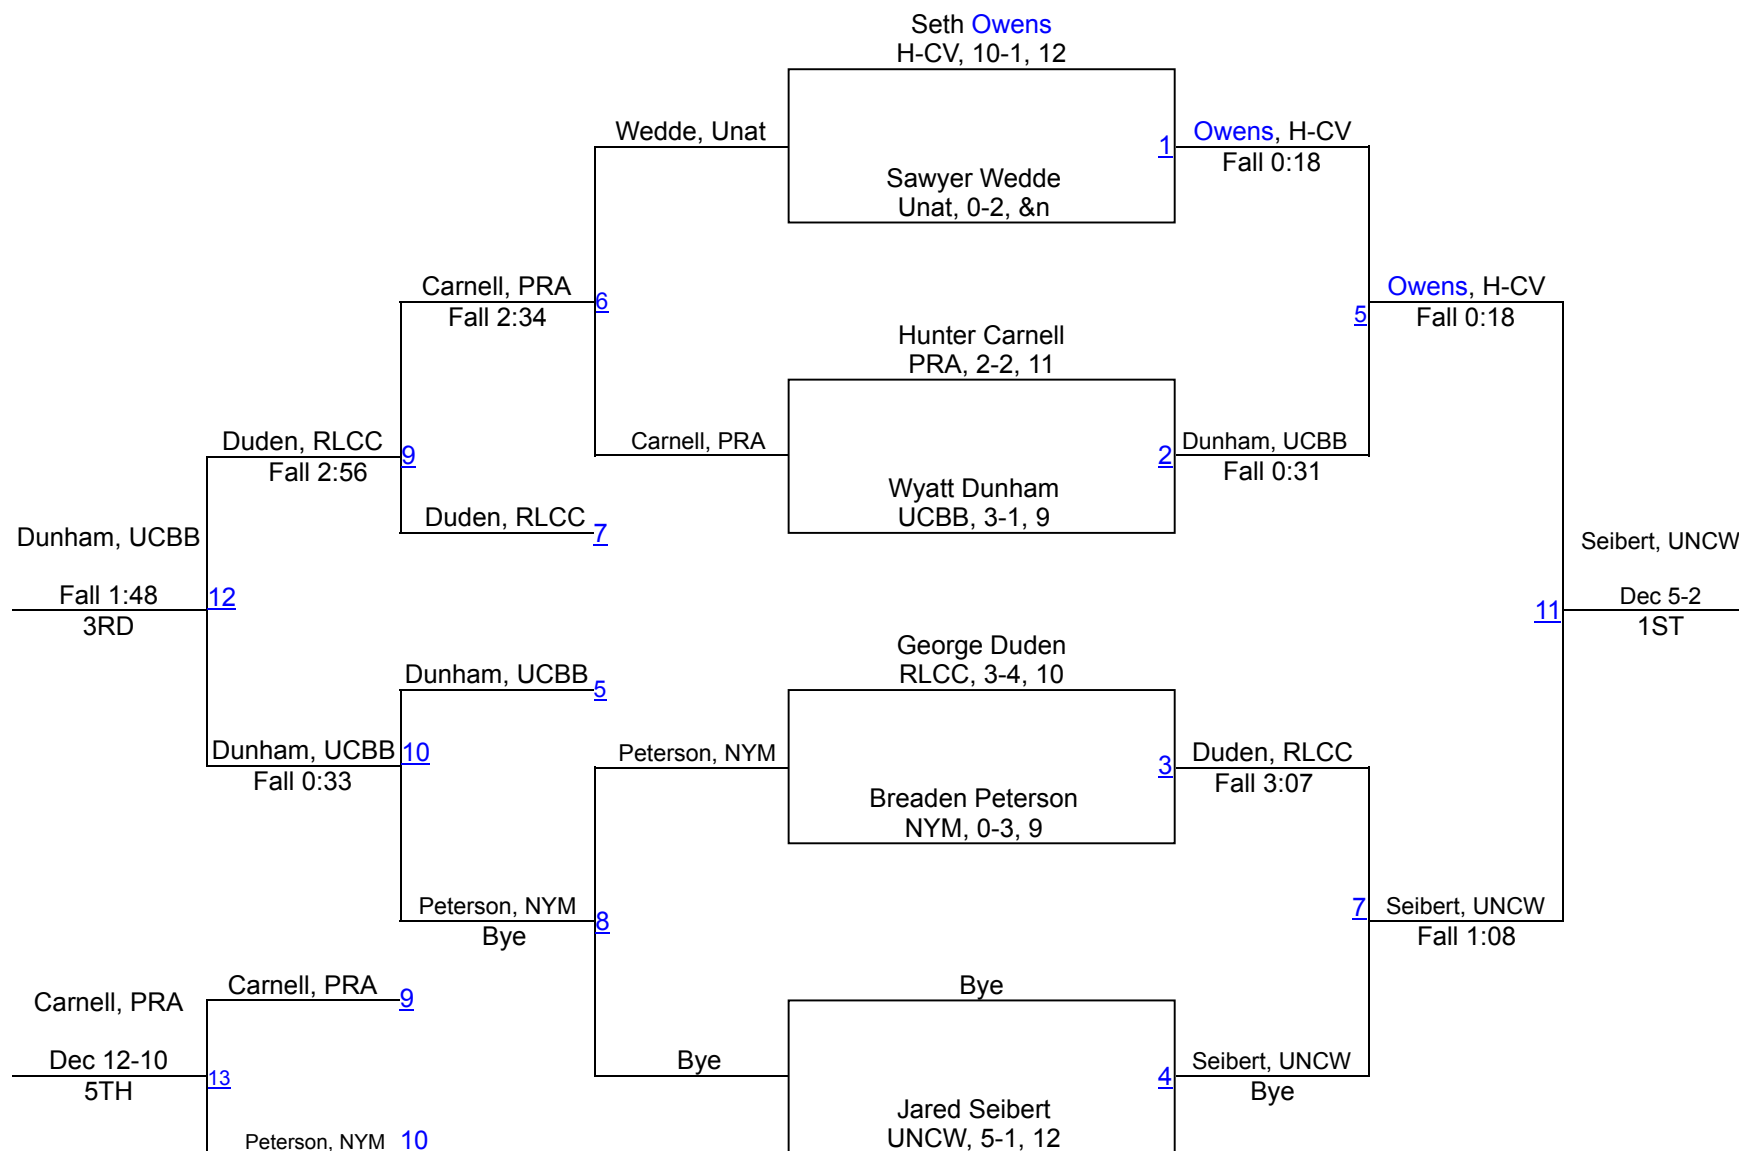 Seth Owens
H-CV, 10-1, 12
Wedde, Unat
1
Owens, H-CV
Fall 0:18
Sawyer Wedde
Unat, 0-2, &n
Carnell, PRA
Fall 2:34
6
Owens, H-CV
Fall 0:18
5
Hunter Carnell
PRA, 2-2, 11
Duden, RLCC
Fall 2:56
9
Carnell, PRA
2
Dunham, UCBB
Fall 0:31
Wyatt Dunham
UCBB, 3-1, 9
Duden, RLCC
7
Dunham, UCBB
Fall 1:48
3RD
12
Seibert, UNCW
Dec 5-2
1ST
11
George Duden
RLCC, 3-4, 10
Dunham, UCBB
5
Dunham, UCBB
Fall 0:33
10
Peterson, NYM
3
Duden, RLCC
Fall 3:07
Breaden Peterson
NYM, 0-3, 9
Peterson, NYM
Bye
8
7
Seibert, UNCW
Fall 1:08
Carnell, PRA
Carnell, PRA
9
Bye
Dec 12-10
5TH
13
Bye
4
Seibert, UNCW
Bye
Peterson, NYM
10
Jared Seibert
UNCW, 5-1, 12